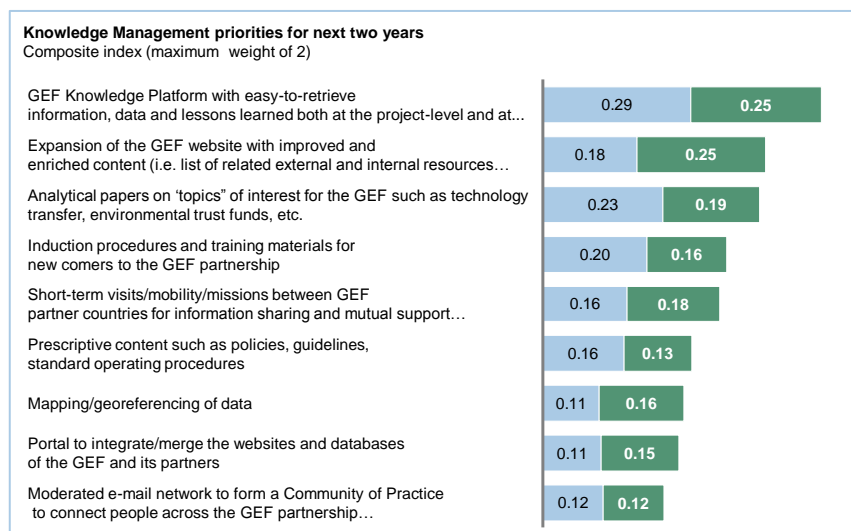 Knowledge Management priorities for next two years
Composite index (maximum weight of 2)
GEF Knowledge Platform with easy-to-retrieve
information, data and lessons learned both at the project-level and at...
0.29 0.25
Expansion of the GEF website with improved and
enriched content (i.e. list of related external and internal resources…
0.18 0.25
Analytical papers on ‘topics” of interest for the GEF such as technology
transfer, environmental trust funds, etc.
0.23 0.19
Induction procedures and training materials for
new comers to the GEF partnership
0.20 0.16
Short-term visits/mobility/missions between GEF
partner countries for information sharing and mutual support…
0.16 0.18
Prescriptive content such as policies, guidelines,
standard operating procedures
0.16 0.13
Mapping/georeferencing of data
0.11 0.16
Portal to integrate/merge the websites and databases
of the GEF and its partners
0.11 0.15
Moderated e-mail network to form a Community of Practice
to connect people across the GEF partnership…
0.12 0.12